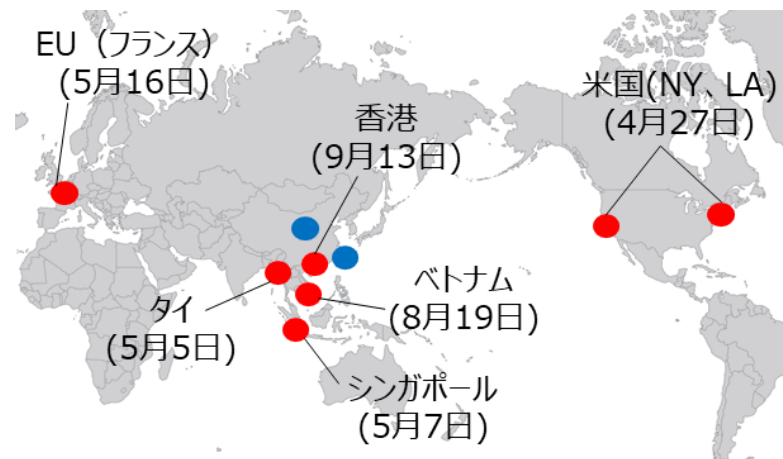 EU（フランス）
(5月16日)
香港
(9月13日)
米国(NY、LA)
(4月27日)
タイ
(5月5日)
ベトナム
(8月19日)
シンガポール
(5月7日)